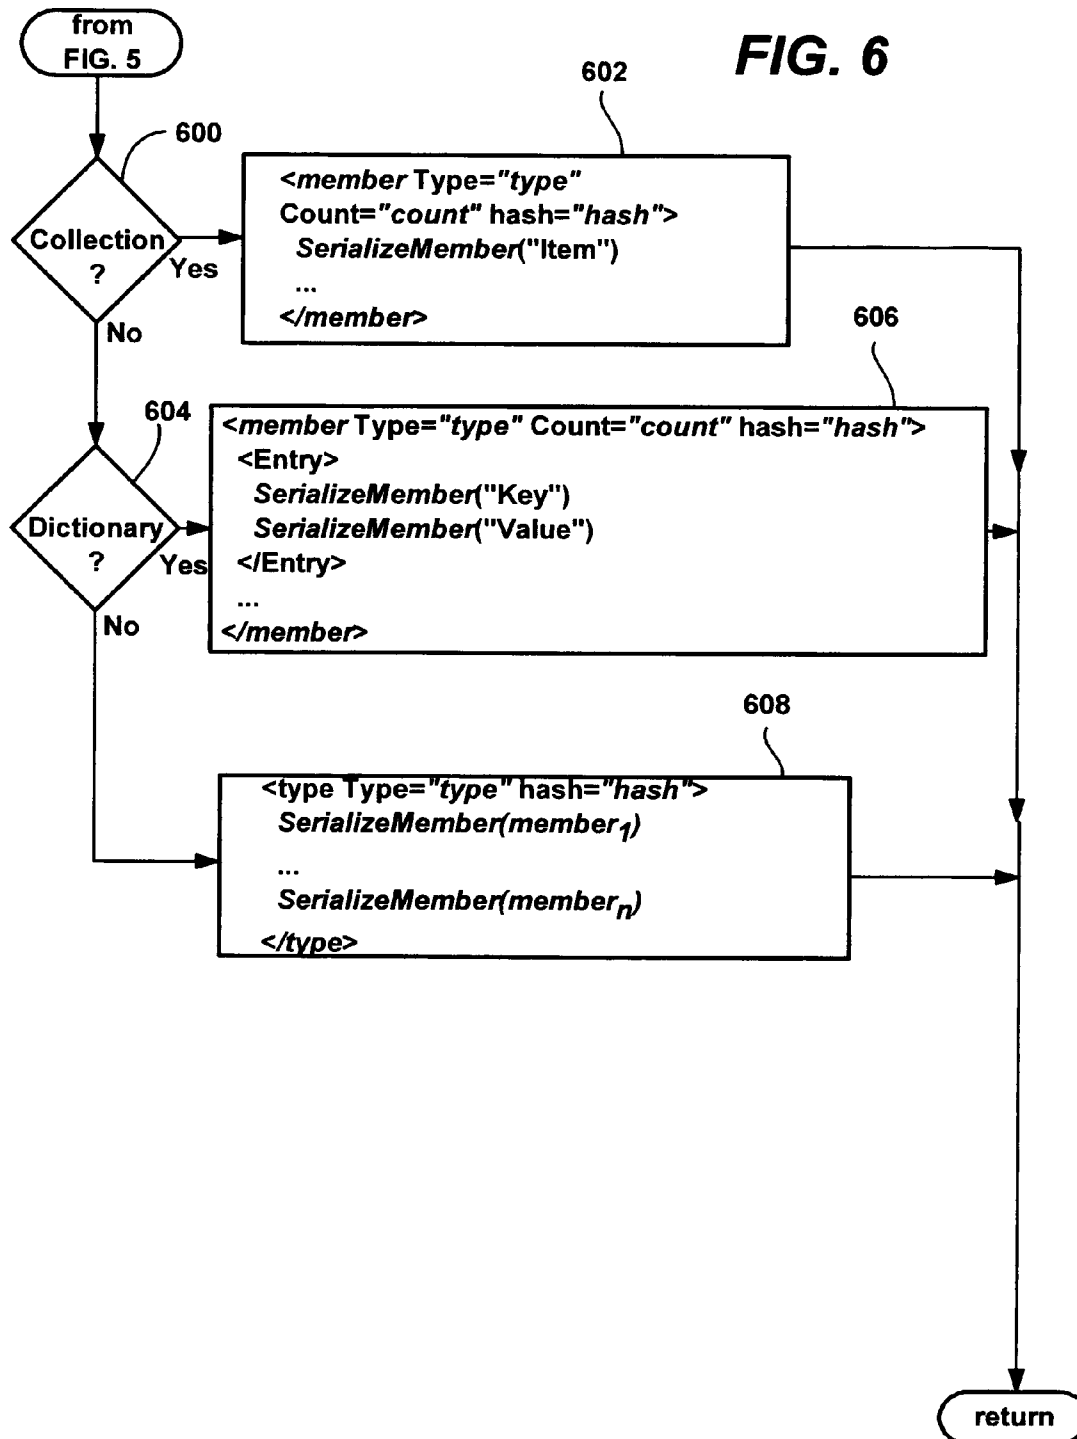 from
FIG. 5
FIG. 6
602
600
<member Type="type"
Count="count" hash="hash">
SerializeMember("Item")
...
</member>
Collection
?
Yes
No
606
604
<member Type="type" Count="count" hash="hash">
<Entry>
SerializeMember("Key")
SerializeMember("Value")
</Entry>
...
</member>
Dictionary
?
Yes
No
608
<type Type="type" hash="hash">
SerializeMember(member1)
...
SerializeMember(membern)
</type>
return